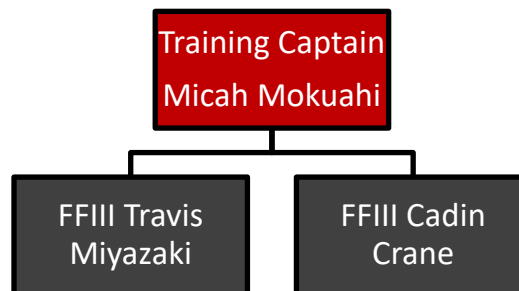 Training Captain
Micah Mokuahi
FFIII Travis
Miyazaki
FFIII Cadin
Crane